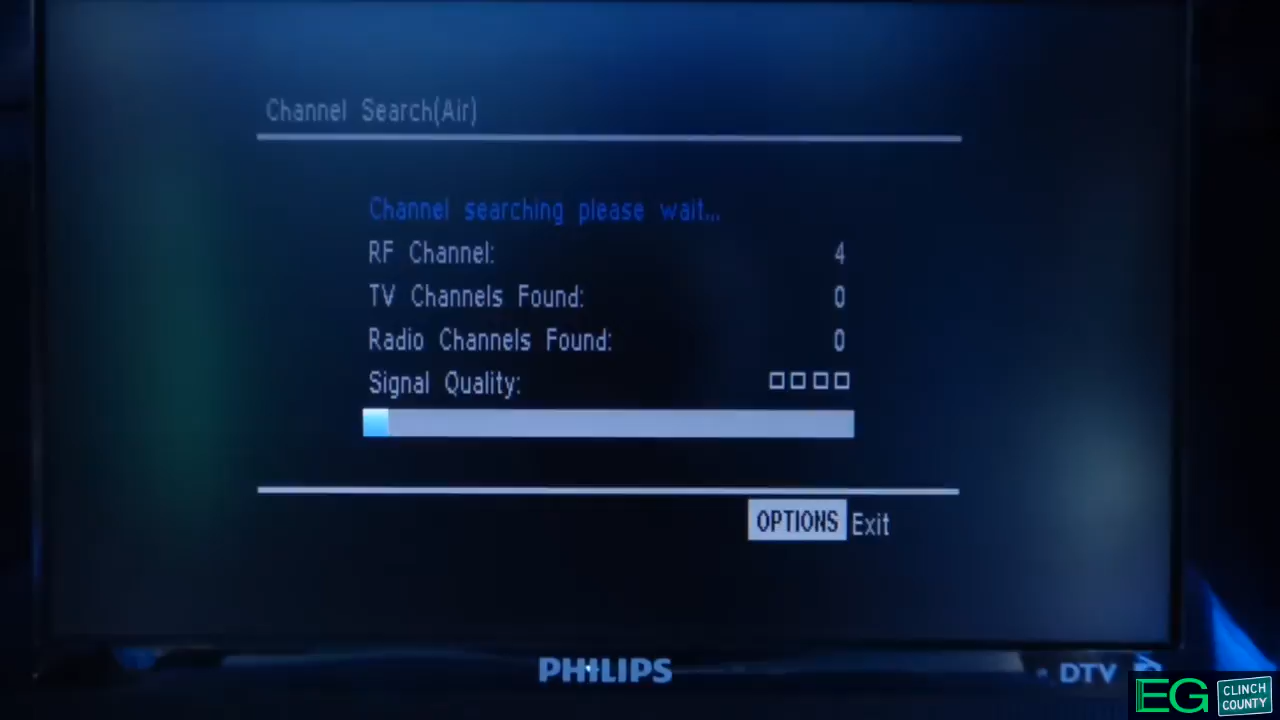 Channel Search(Air)
Channel searching please wait...
RF Channel: 4
TV Channels Found: 0
Radio Channels Found: 0
Signal Quality:
OPTIONS Exit
PHILIPS
DTV
EG
CLINCH
COUNTY